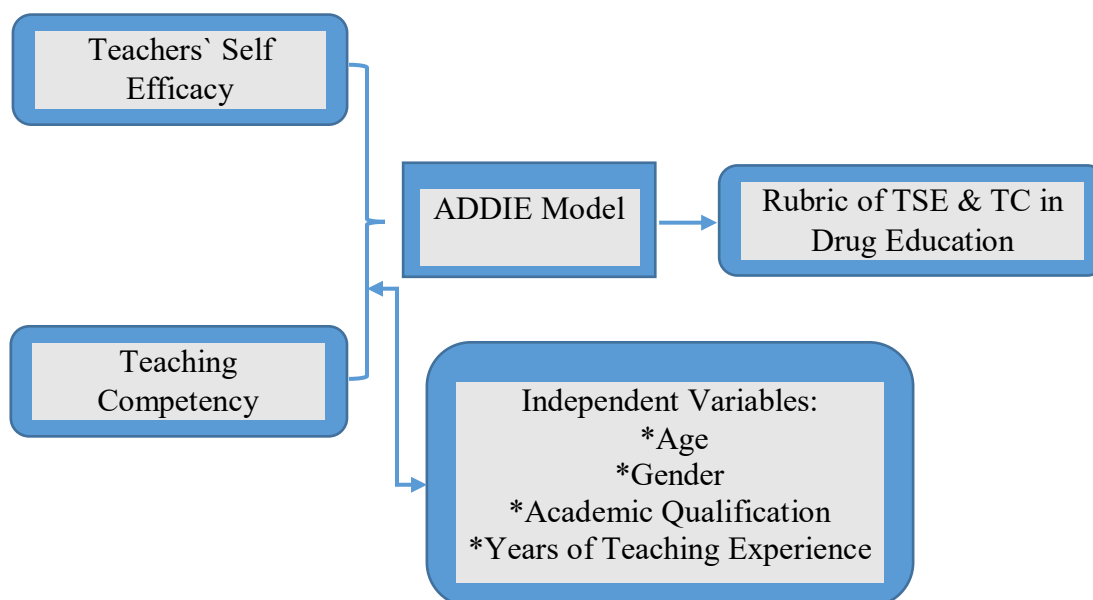 Teachers` Self
Efficacy
ADDIE Model
Rubric of TSE & TC in
Drug Education
Teaching
Competency
Independent Variables:
*Age
*Gender
*Academic Qualification
*Years of Teaching Experience